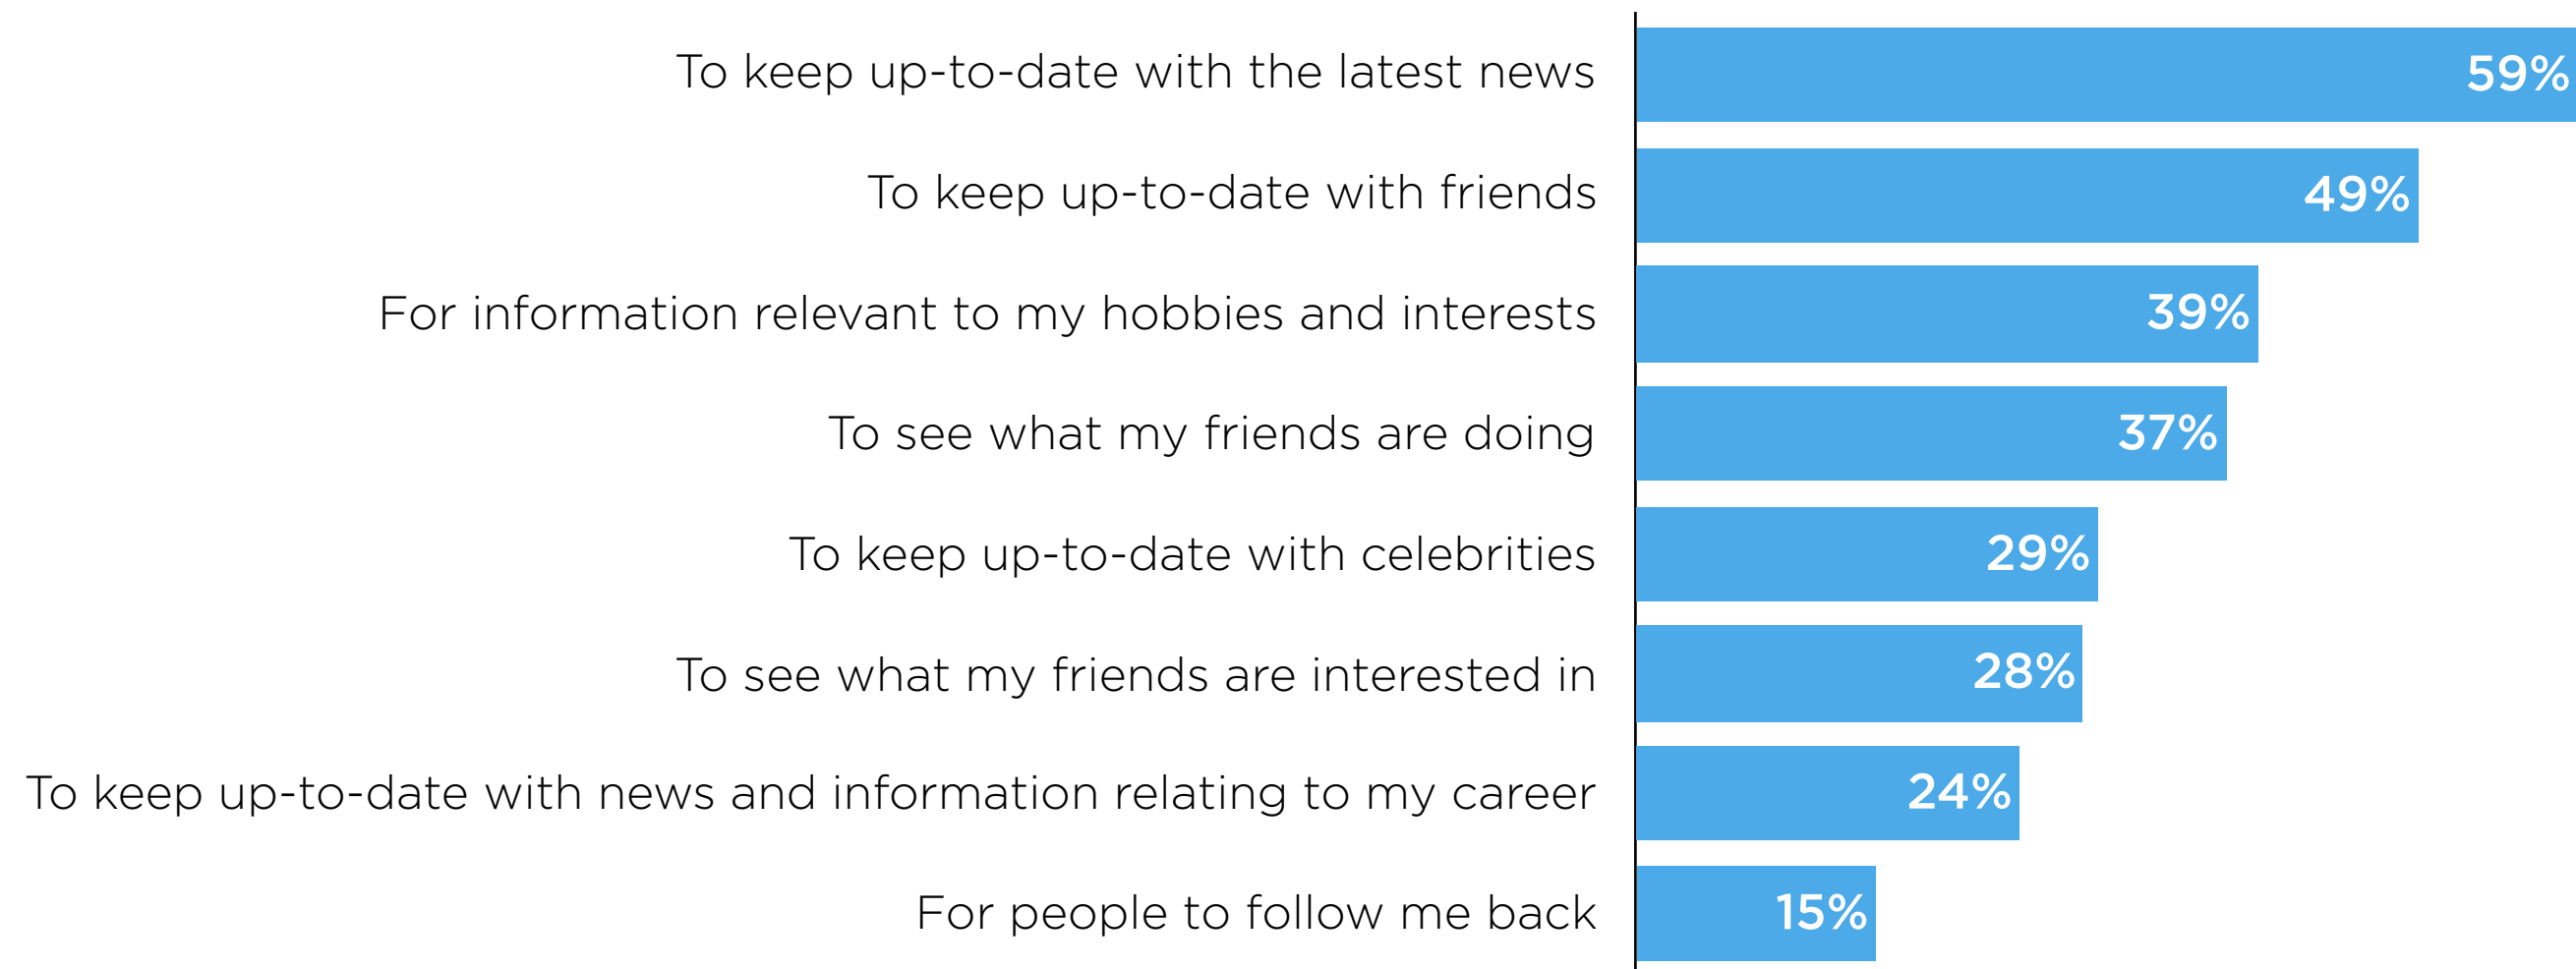 To keep up-to-date with the latest news 59%
To keep up-to-date with friends 49%
For information relevant to my hobbies and interests 39%
To see what my friends are doing 37%
To keep up-to-date with celebrities 29%
To see what my friends are interested in 28%
To keep up-to-date with news and information relating to my career 24%
For people to follow me back 15%